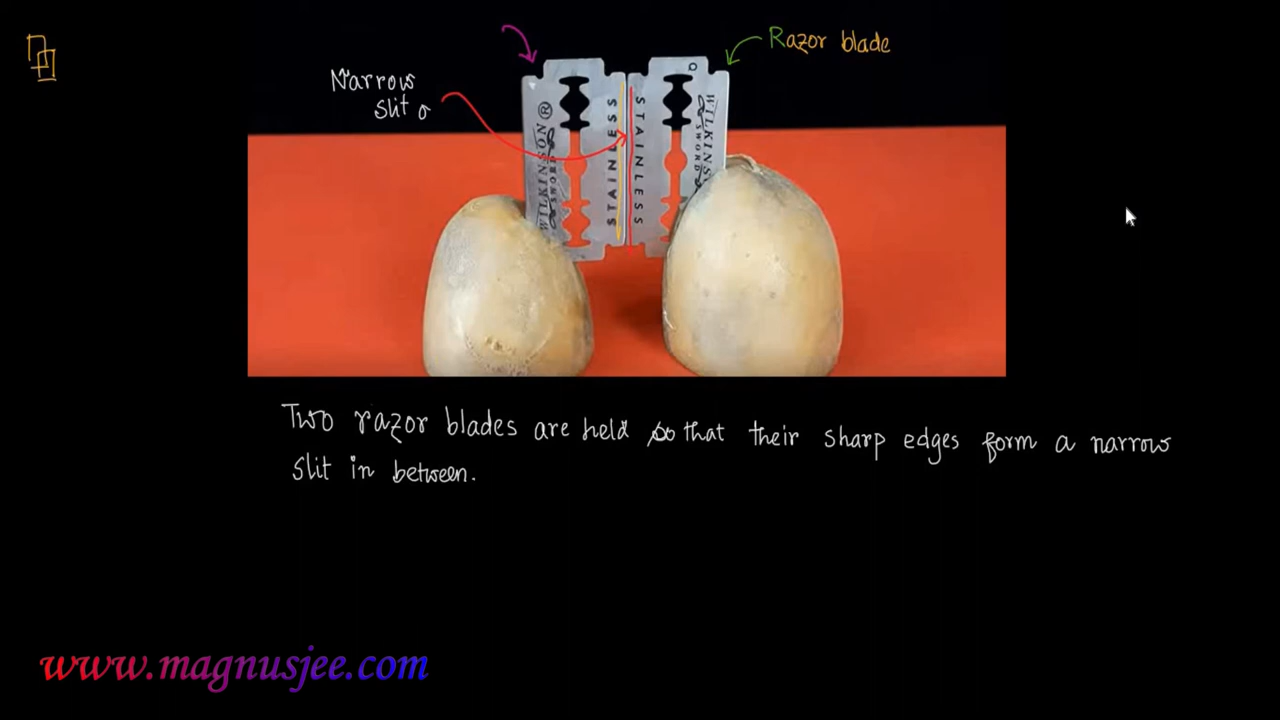 Razor blade
Narrow
slit
WILKINSON
SWORD
STAINLESS
STAINLESS
WILKINS
SWORD
Two razor blades are held so that their sharp edges form a narrow
slit in between.
www.magnusjee.com